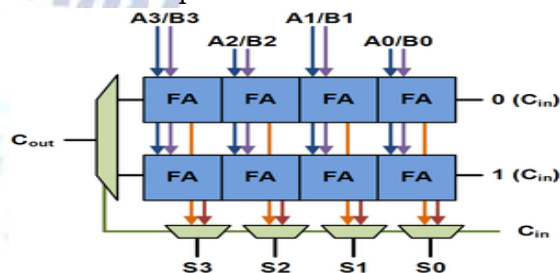 A3/B3 A1/B1
A2/B2 A0/B0
FA FA FA FA 0 (Cin)
Cout
FA FA FA FA 1 (Cin)
Cin
S3 S2 S1 S0